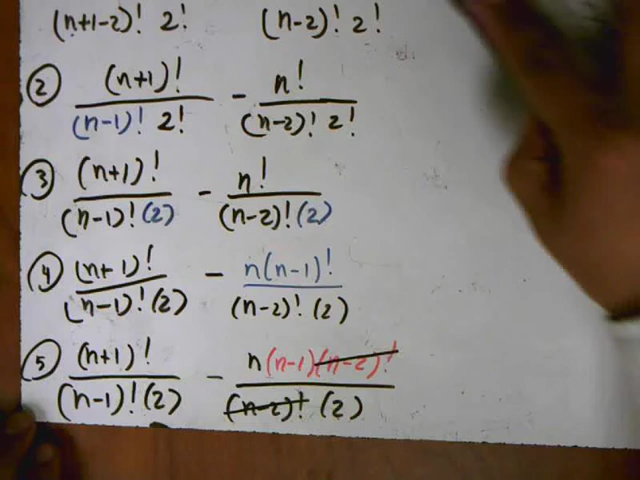 (n+1-2)! 2! (n-2)! 2!
② (n+1)! / (n-1)! 2! - n! / (n-2)! 2!
③ (n+1)! / (n-1)! (2) - n! / (n-2)! (2)
④ (n+1)! / (n-1)! (2) - n(n-1)! / (n-2)! (2)
⑤ (n+1)! / (n-1)! (2) - n(n-1)(n-2)! / (n-2)! (2)